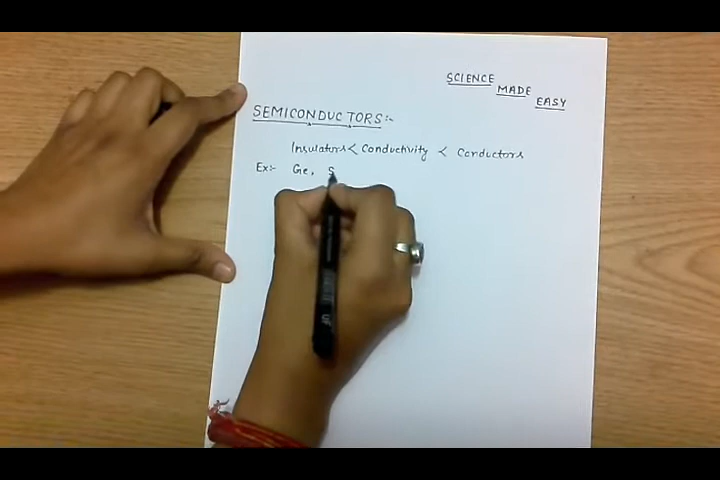 SCIENCE
MADE
EASY
SEMICONDUCTORS:-
Insulators < Conductivity < Conductors
Ex:- Ge, S